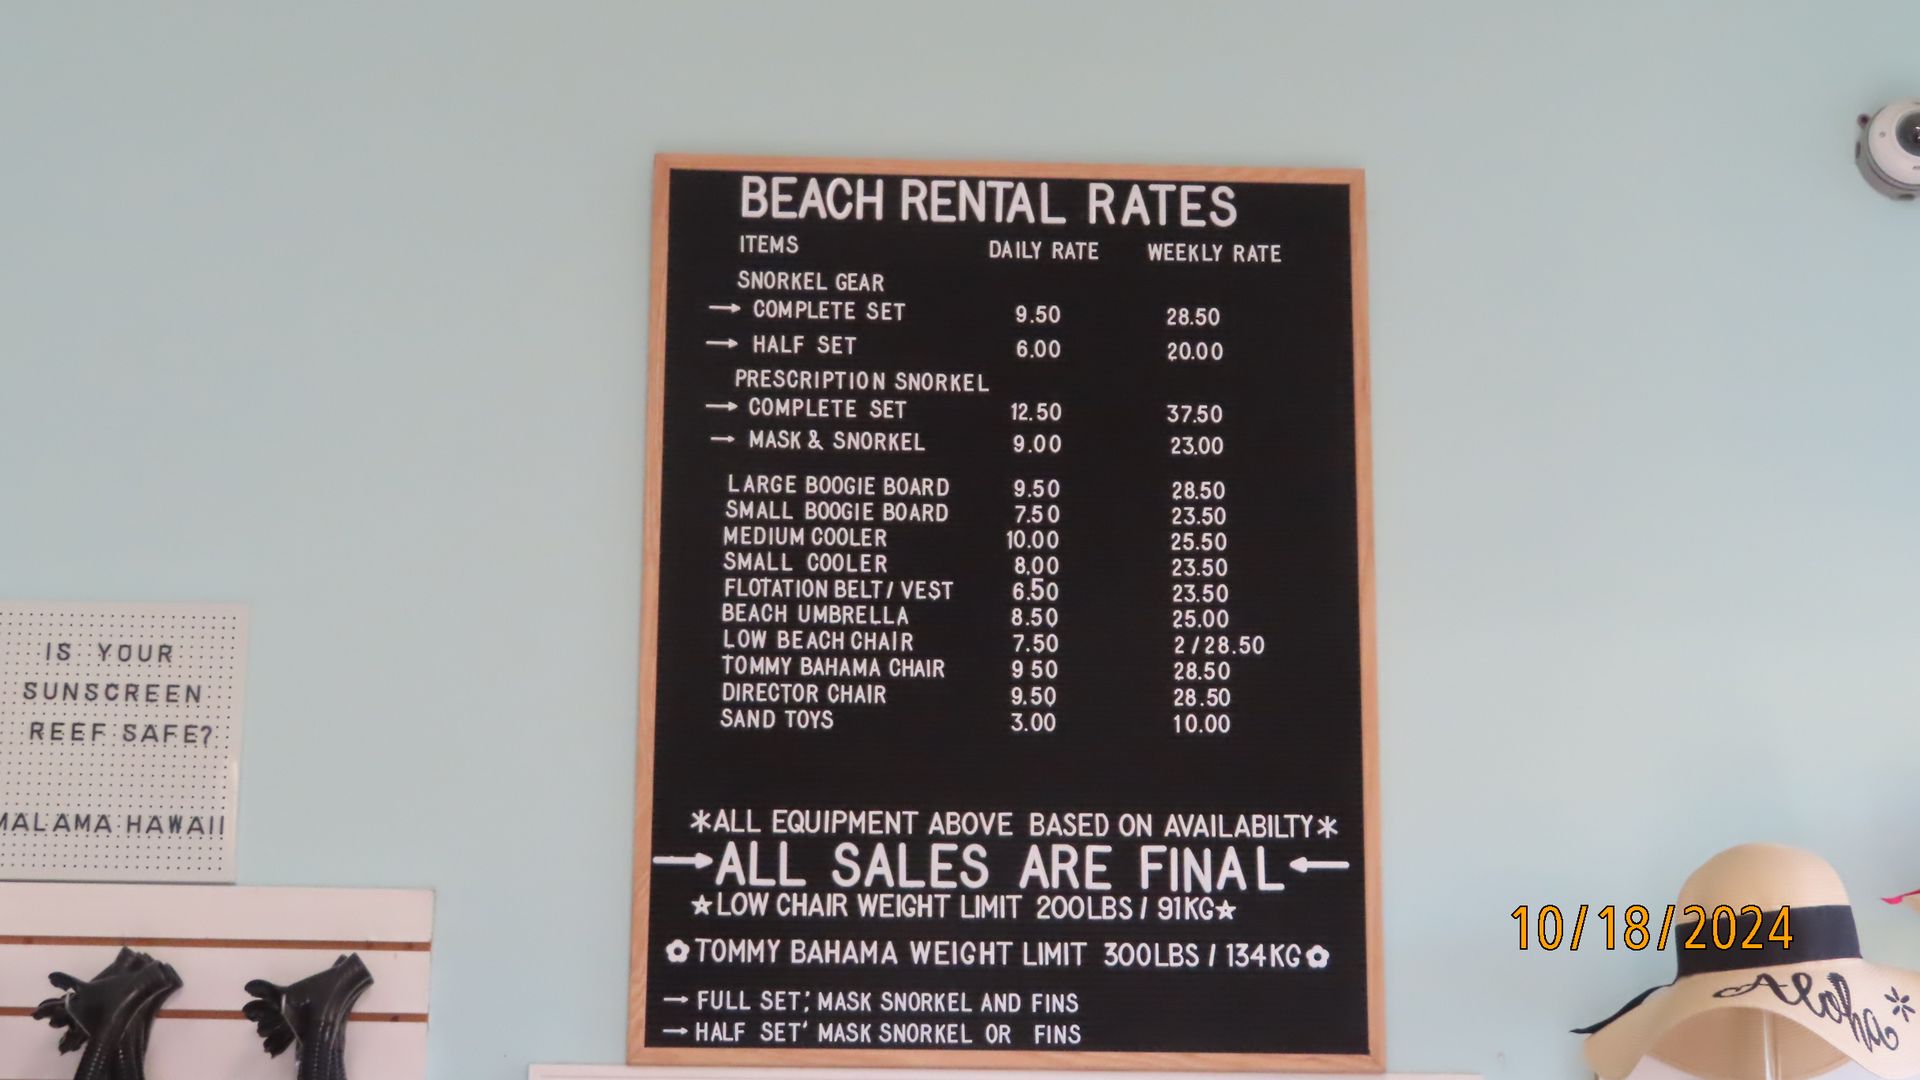 BEACH RENTAL RATES
ITEMS DAILY RATE WEEKLY RATE
SNORKEL GEAR
→ COMPLETE SET 9.50 28.50
→ HALF SET 6.00 20.00
PRESCRIPTION SNORKEL
→ COMPLETE SET 12.50 37.50
→ MASK & SNORKEL 9.00 23.00
LARGE BOOGIE BOARD 9.50 28.50
SMALL BOOGIE BOARD 7.50 23.50
MEDIUM COOLER 10.00 25.50
SMALL COOLER 8.00 23.50
FLOTATION BELT/ VEST 6.50 23.50
BEACH UMBRELLA 8.50 25.00
LOW BEACH CHAIR 7.50 2/28.50
TOMMY BAHAMA CHAIR 9 50 28.50
DIRECTOR CHAIR 9.50 28.50
SAND TOYS 3.00 10.00
*ALL EQUIPMENT ABOVE BASED ON AVAILABILTY*
→ALL SALES ARE FINAL←
★LOW CHAIR WEIGHT LIMIT 200LBS / 91KG★
✿TOMMY BAHAMA WEIGHT LIMIT 300LBS / 134KG✿
→ FULL SET; MASK SNORKEL AND FINS
→ HALF SET' MASK SNORKEL OR FINS
IS YOUR
SUNSCREEN
REEF SAFE?
MALAMA HAWAII
Aloha
10/18/2024